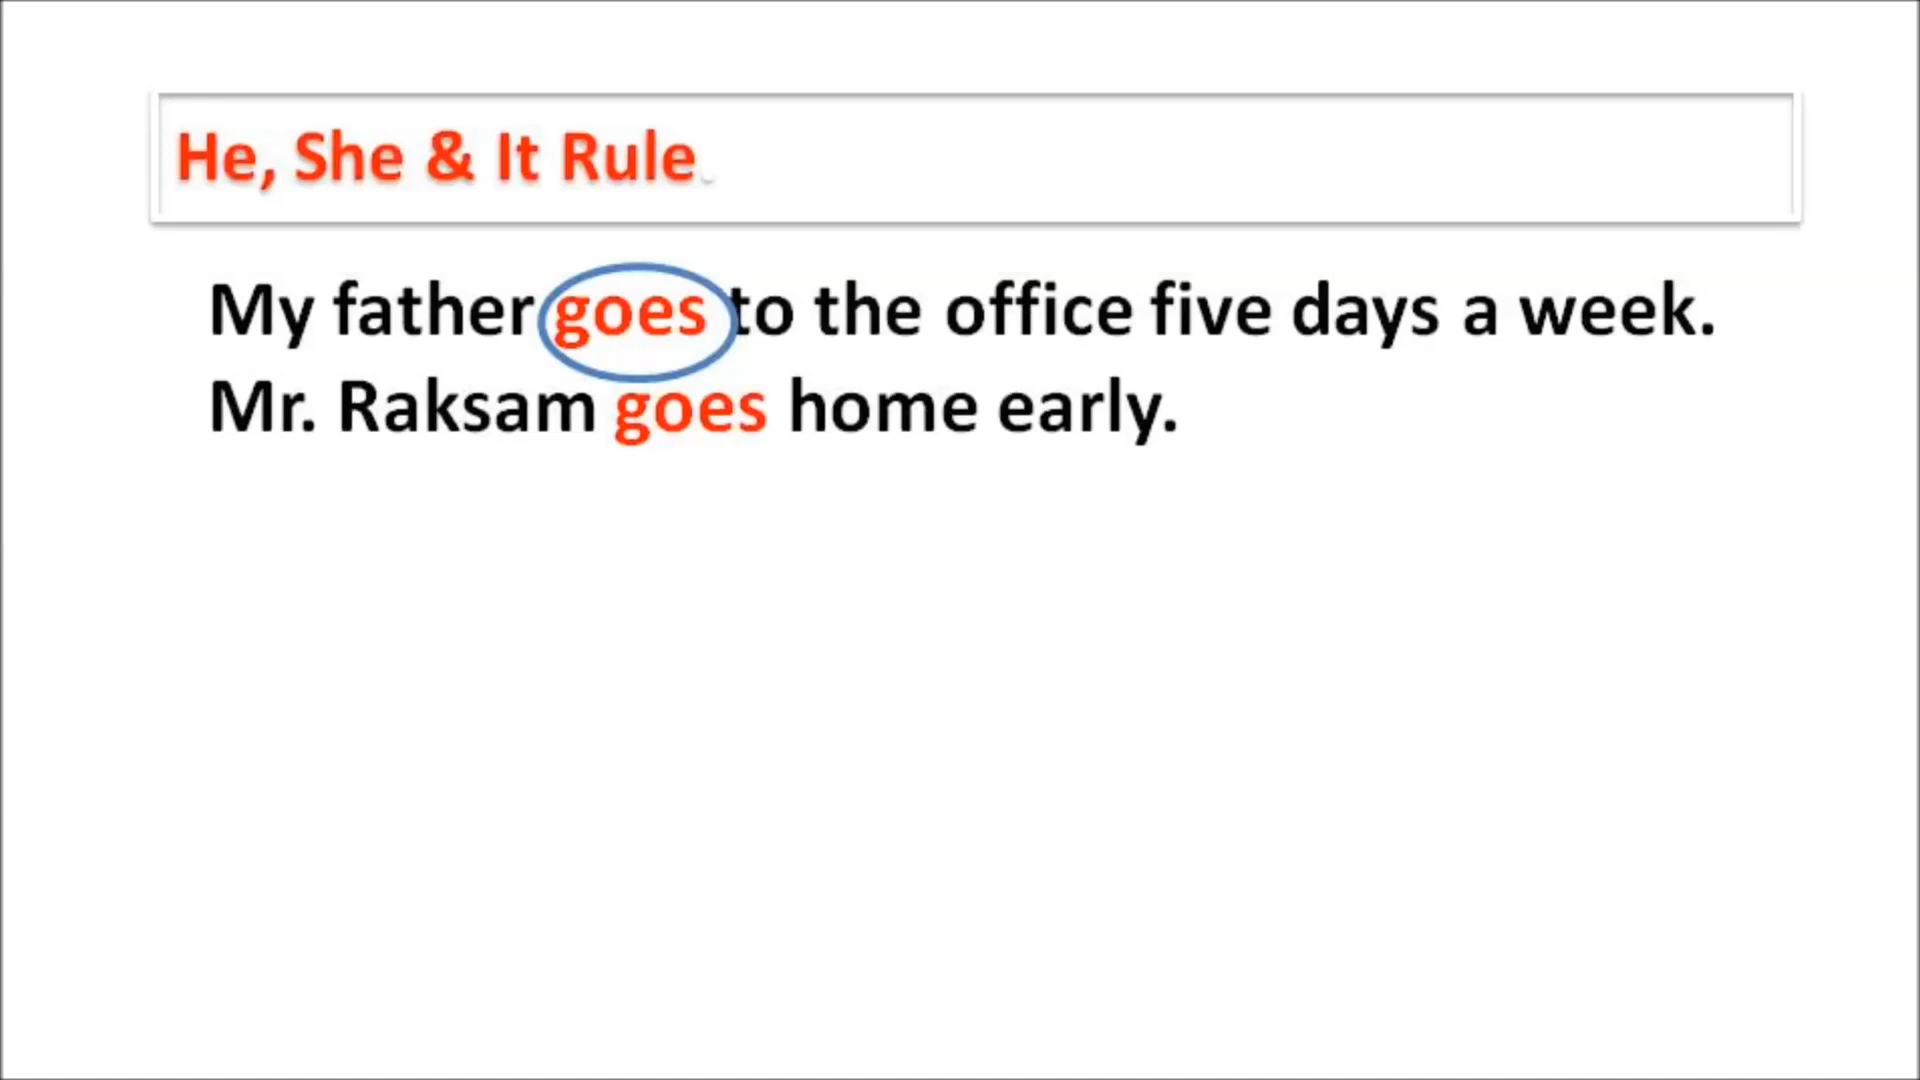 He, She & It Rule.
My father goes to the office five days a week.
Mr. Raksam goes home early.